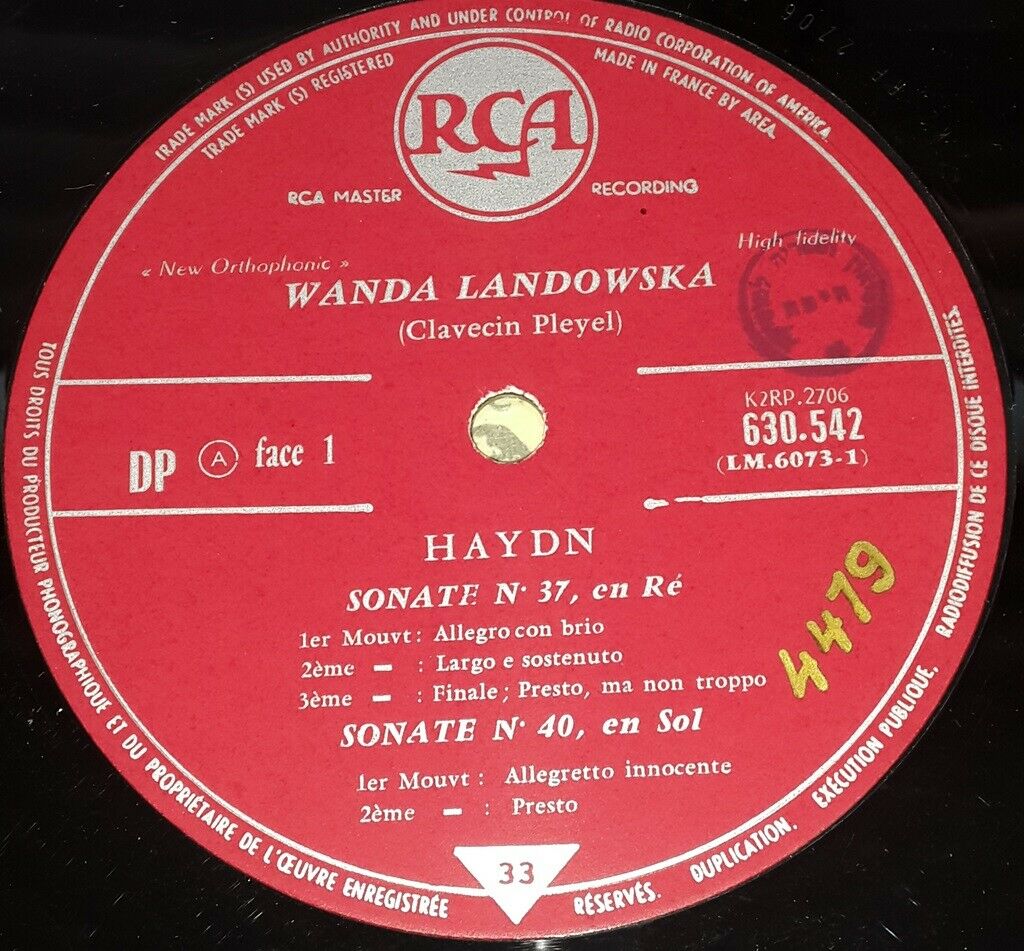 TRADE MARK (S) USED BY AUTHORITY AND UNDER CONTROL OF RADIO CORPORATION OF AMERICA
TRADE MARK (S) REGISTERED
MADE IN FRANCE BY AREA.
RCA
RCA MASTER RECORDING
« New Orthophonic »
High fidelity
WANDA LANDOWSKA
(Clavecin Pleyel)
DP A face 1
K2RP.2706
630.542
(LM.6073-1)
HAYDN
SONATE N· 37, en Ré
1er Mouvt : Allegro con brio
2ème — : Largo e sostenuto
3ème — : Finale ; Presto, ma non troppo
SONATE N· 40, en Sol
1er Mouvt : Allegretto innocente
2ème — : Presto
4479
33
TOUS DROITS DU PRODUCTEUR PHONOGRAPHIQUE ET DU PROPRIÉTAIRE DE L'ŒUVRE ENREGISTRÉE RÉSERVÉS. DUPLICATION. EXÉCUTION PUBLIQUE. RADIODIFFUSION DE CE DISQUE INTERDITES.